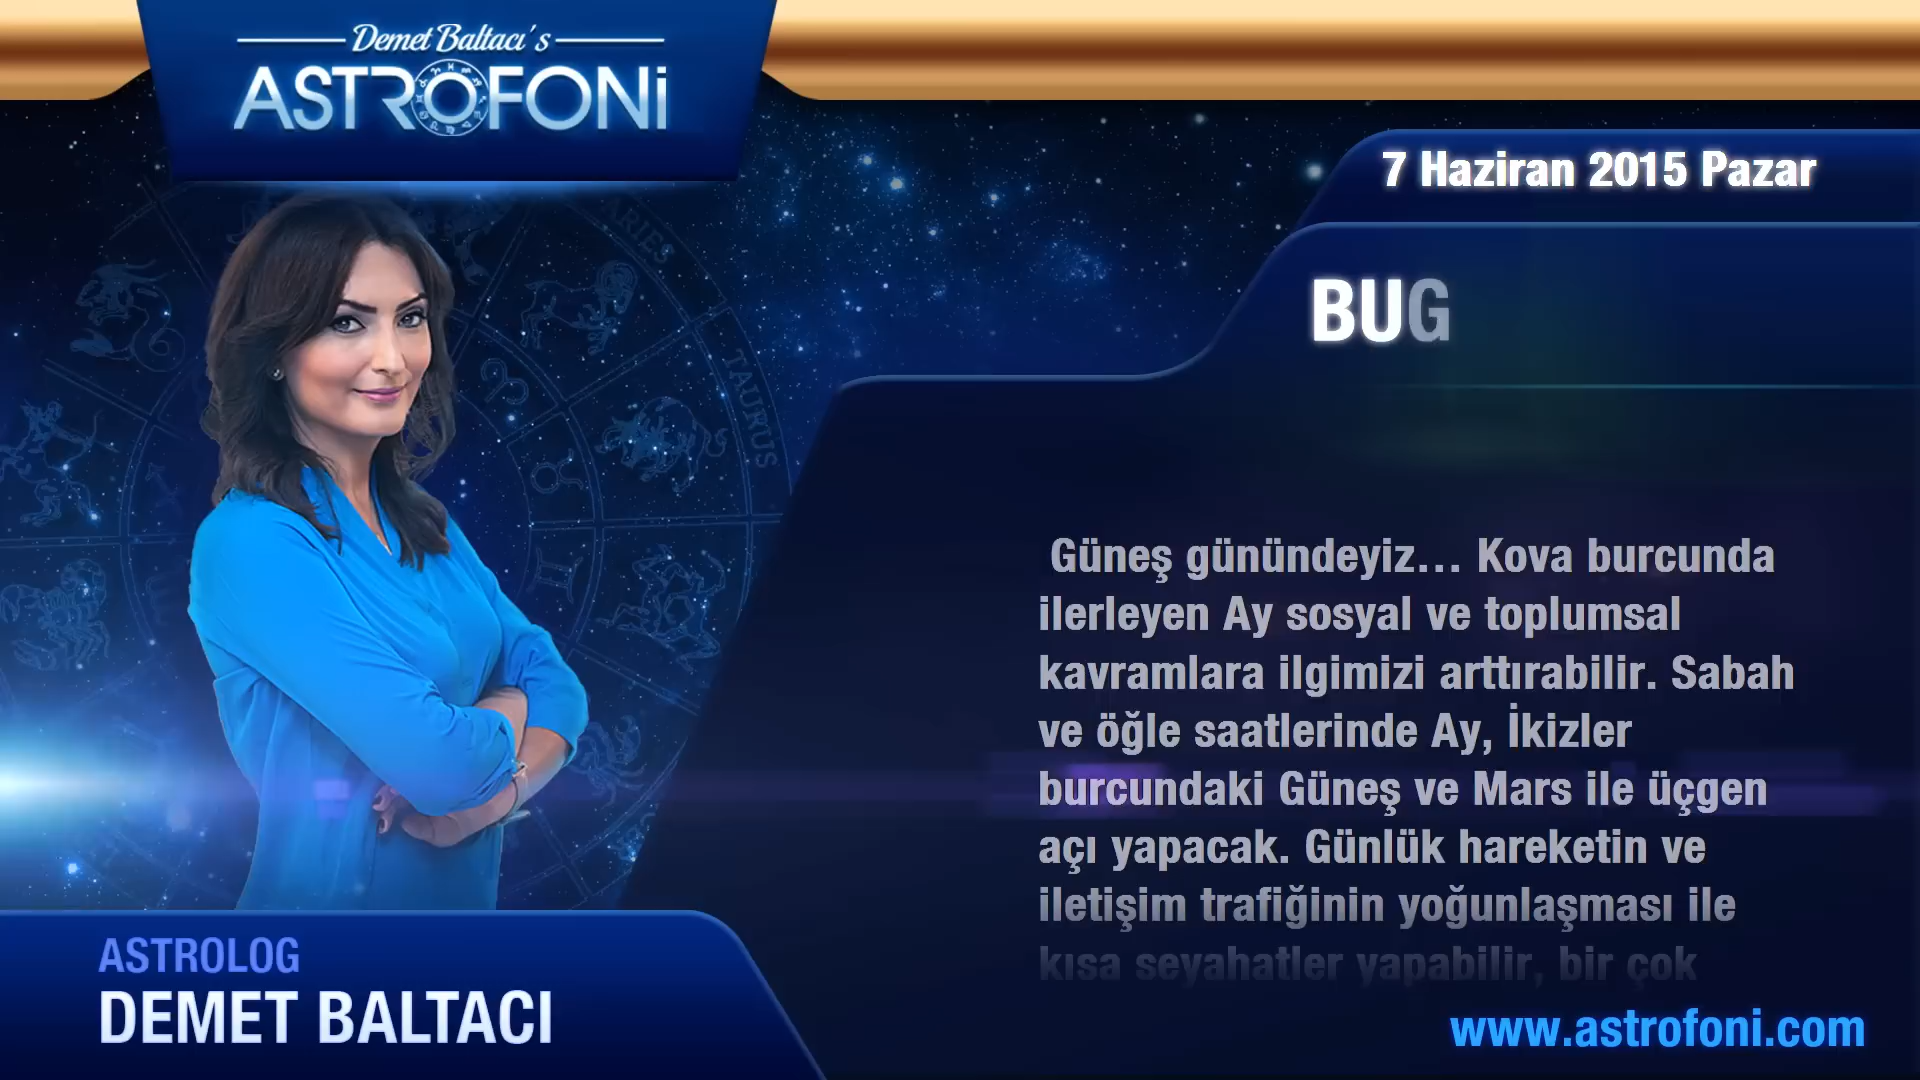 Demet Baltacı's
ASTROFONi
7 Haziran 2015 Pazar
BUG
ARIES
TAURUS
Güneş günündeyiz... Kova burcunda
ilerleyen Ay sosyal ve toplumsal
kavramlara ilgimizi arttırabilir. Sabah
ve öğle saatlerinde Ay, İkizler
burcundaki Güneş ve Mars ile üçgen
açı yapacak. Günlük hareketin ve
iletişim trafiğinin yoğunlaşması ile
kısa seyahatler yapabilir, bir çok
ASTROLOG
DEMET BALTACI
www.astrofoni.com